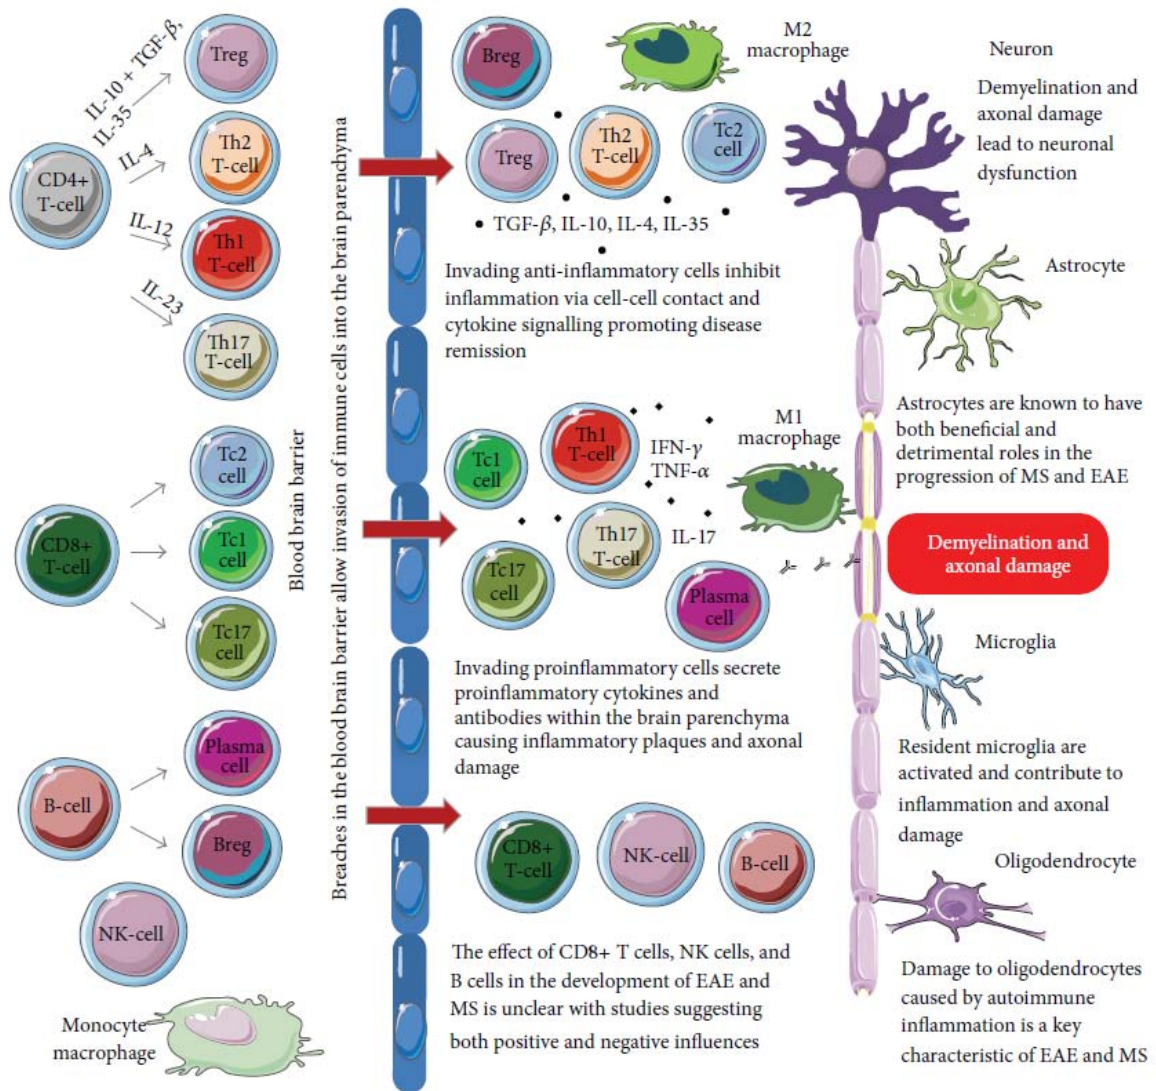 IL-10 + TGF-β,
IL-35
Treg
IL-4
Th2
T-cell
CD4+
T-cell
IL-12
Th1
T-cell
IL-23
Th17
T-cell
Tc2
cell
CD8+
T-cell
Tc1
cell
Tc17
cell
Plasma
cell
B-cell
Breg
NK-cell
Monocyte
macrophage
Blood brain barrier
Breaches in the blood brain barrier allow invasion of immune cells into the brain parenchyma
Breg
M2
macrophage
Treg
Th2
T-cell
Tc2
cell
TGF-β, IL-10, IL-4, IL-35
Invading anti-inflammatory cells inhibit
inflammation via cell-cell contact and
cytokine signalling promoting disease
remission
Tc1
cell
Th1
T-cell
IFN-γ
TNF-α
M1
macrophage
Th17
T-cell
IL-17
Tc17
cell
Plasma
cell
Invading proinflammatory cells secrete
proinflammatory cytokines and
antibodies within the brain parenchyma
causing inflammatory plaques and axonal
damage
CD8+
T-cell
NK-cell
B-cell
The effect of CD8+ T cells, NK cells, and
B cells in the development of EAE and
MS is unclear with studies suggesting
both positive and negative influences
Neuron
Demyelination and
axonal damage
lead to neuronal
dysfunction
Astrocyte
Astrocytes are known to have
both beneficial and
detrimental roles in the
progression of MS and EAE
Demyelination and
axonal damage
Microglia
Resident microglia are
activated and contribute to
inflammation and axonal
damage
Oligodendrocyte
Damage to oligodendrocytes
caused by autoimmune
inflammation is a key
characteristic of EAE and MS